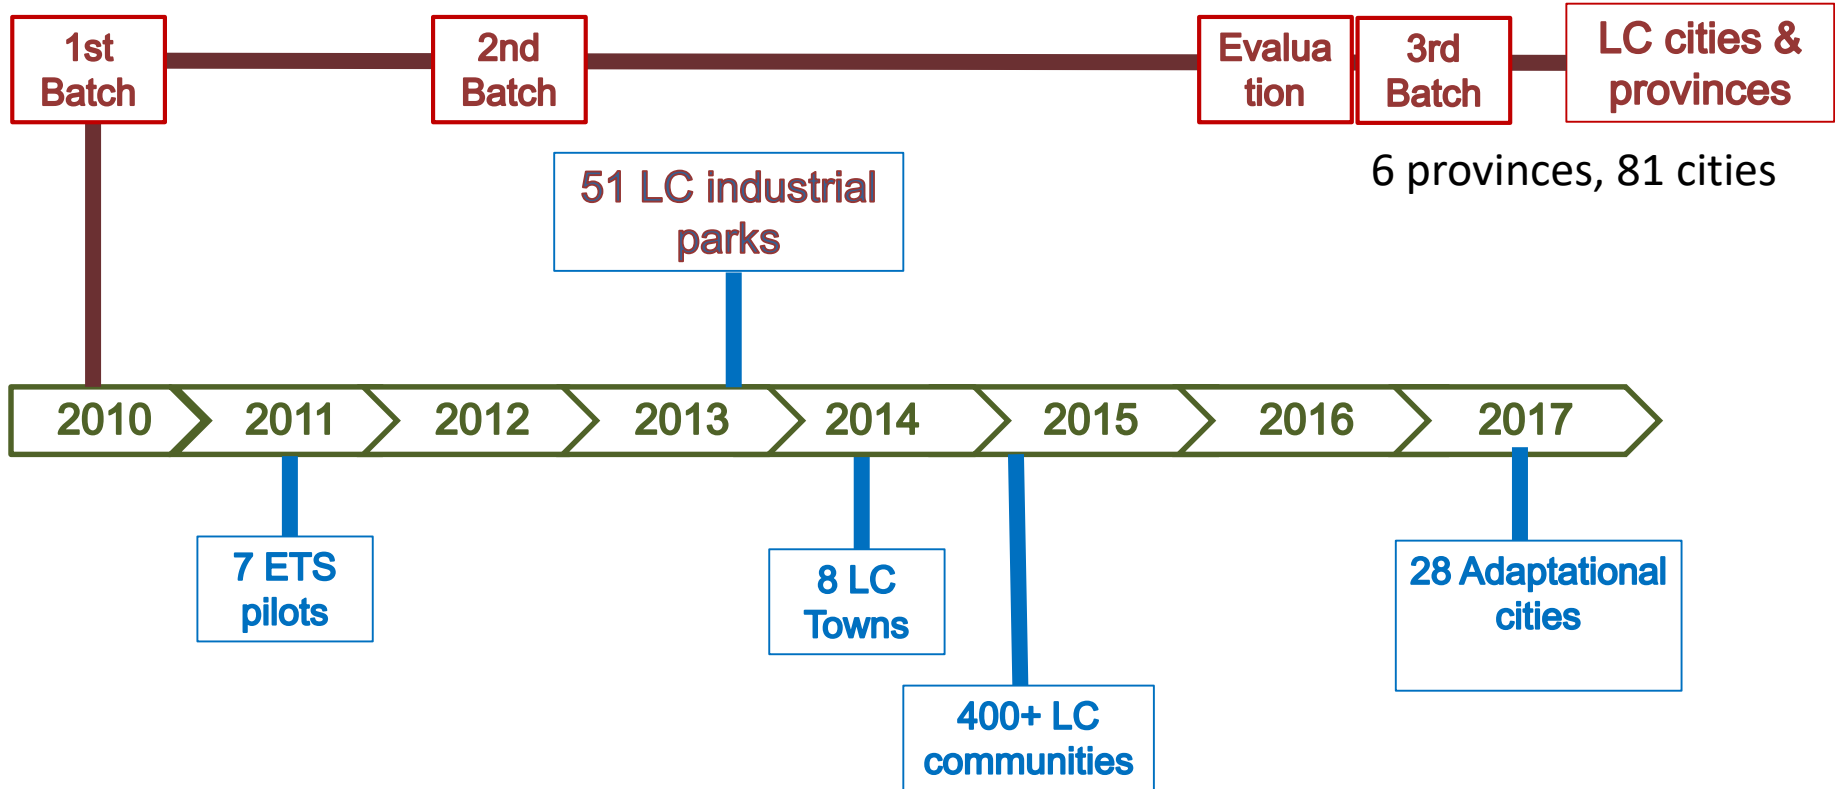 1st
Batch
2nd
Batch
Evalua
tion
3rd
Batch
LC cities &
provinces
6 provinces, 81 cities
51 LC industrial
parks
2010
2011
2012
2013
2014
2015
2016
2017
7 ETS
pilots
8 LC
Towns
400+ LC
communities
28 Adaptational
cities